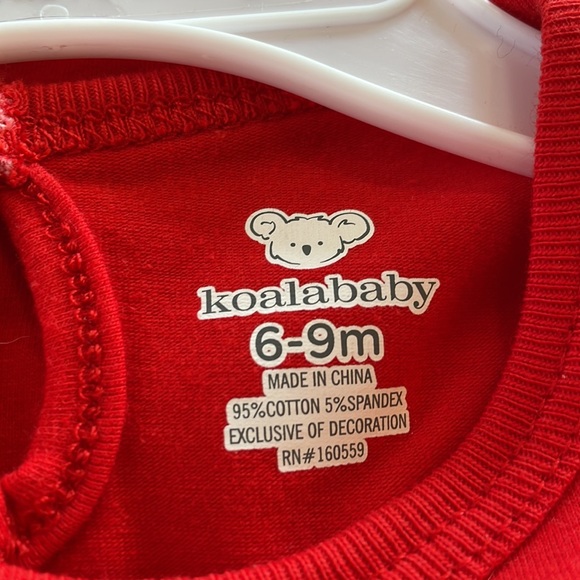 koalababy
6-9m
MADE IN CHINA
95%COTTON 5%SPANDEX
EXCLUSIVE OF DECORATION
RN#160559